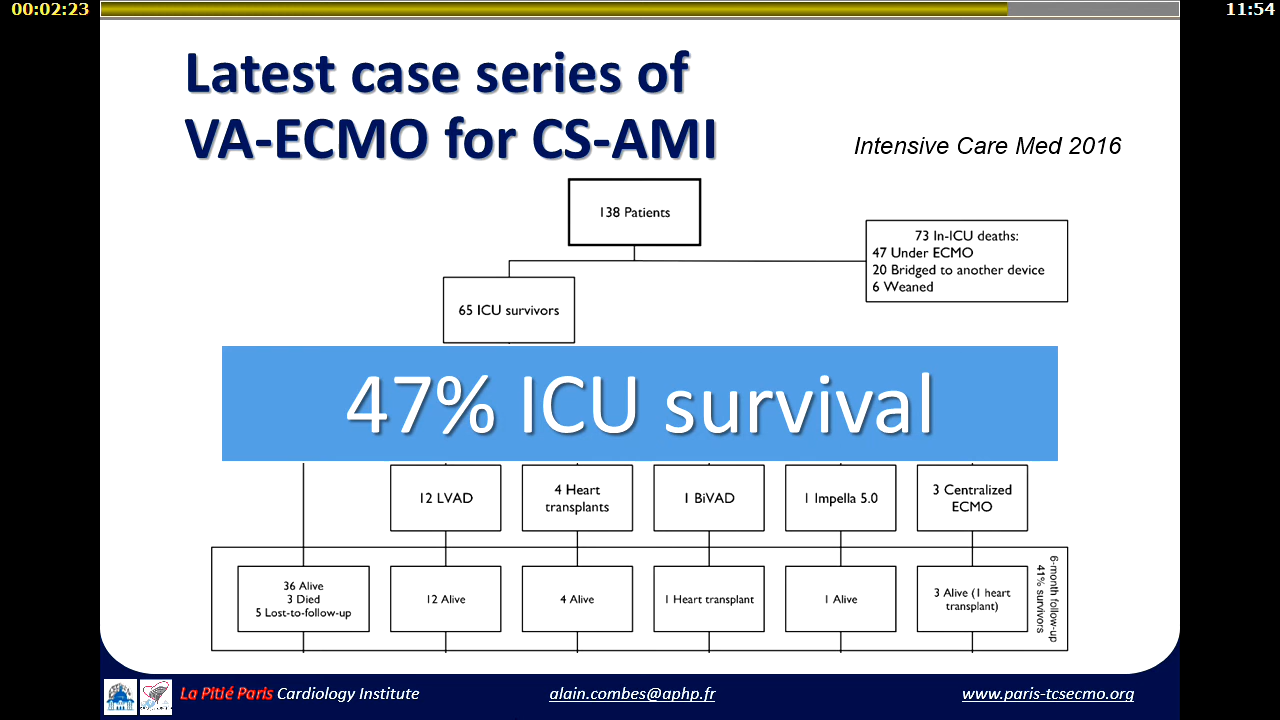 00:02:23
11:54
Latest case series of
VA-ECMO for CS-AMI
Intensive Care Med 2016
138 Patients
73 In-ICU deaths:
47 Under ECMO
20 Bridged to another device
6 Weaned
65 ICU survivors
47% ICU survival
12 LVAD
4 Heart
transplants
1 BiVAD
1 Impella 5.0
3 Centralized
ECMO
36 Alive
3 Died
5 Lost-to-follow-up
12 Alive
4 Alive
1 Heart transplant
1 Alive
3 Alive (1 heart
transplant)
6-month follow-up
41% survivors
La Pitié Paris Cardiology Institute
alain.combes@aphp.fr
www.paris-tcsecmo.org